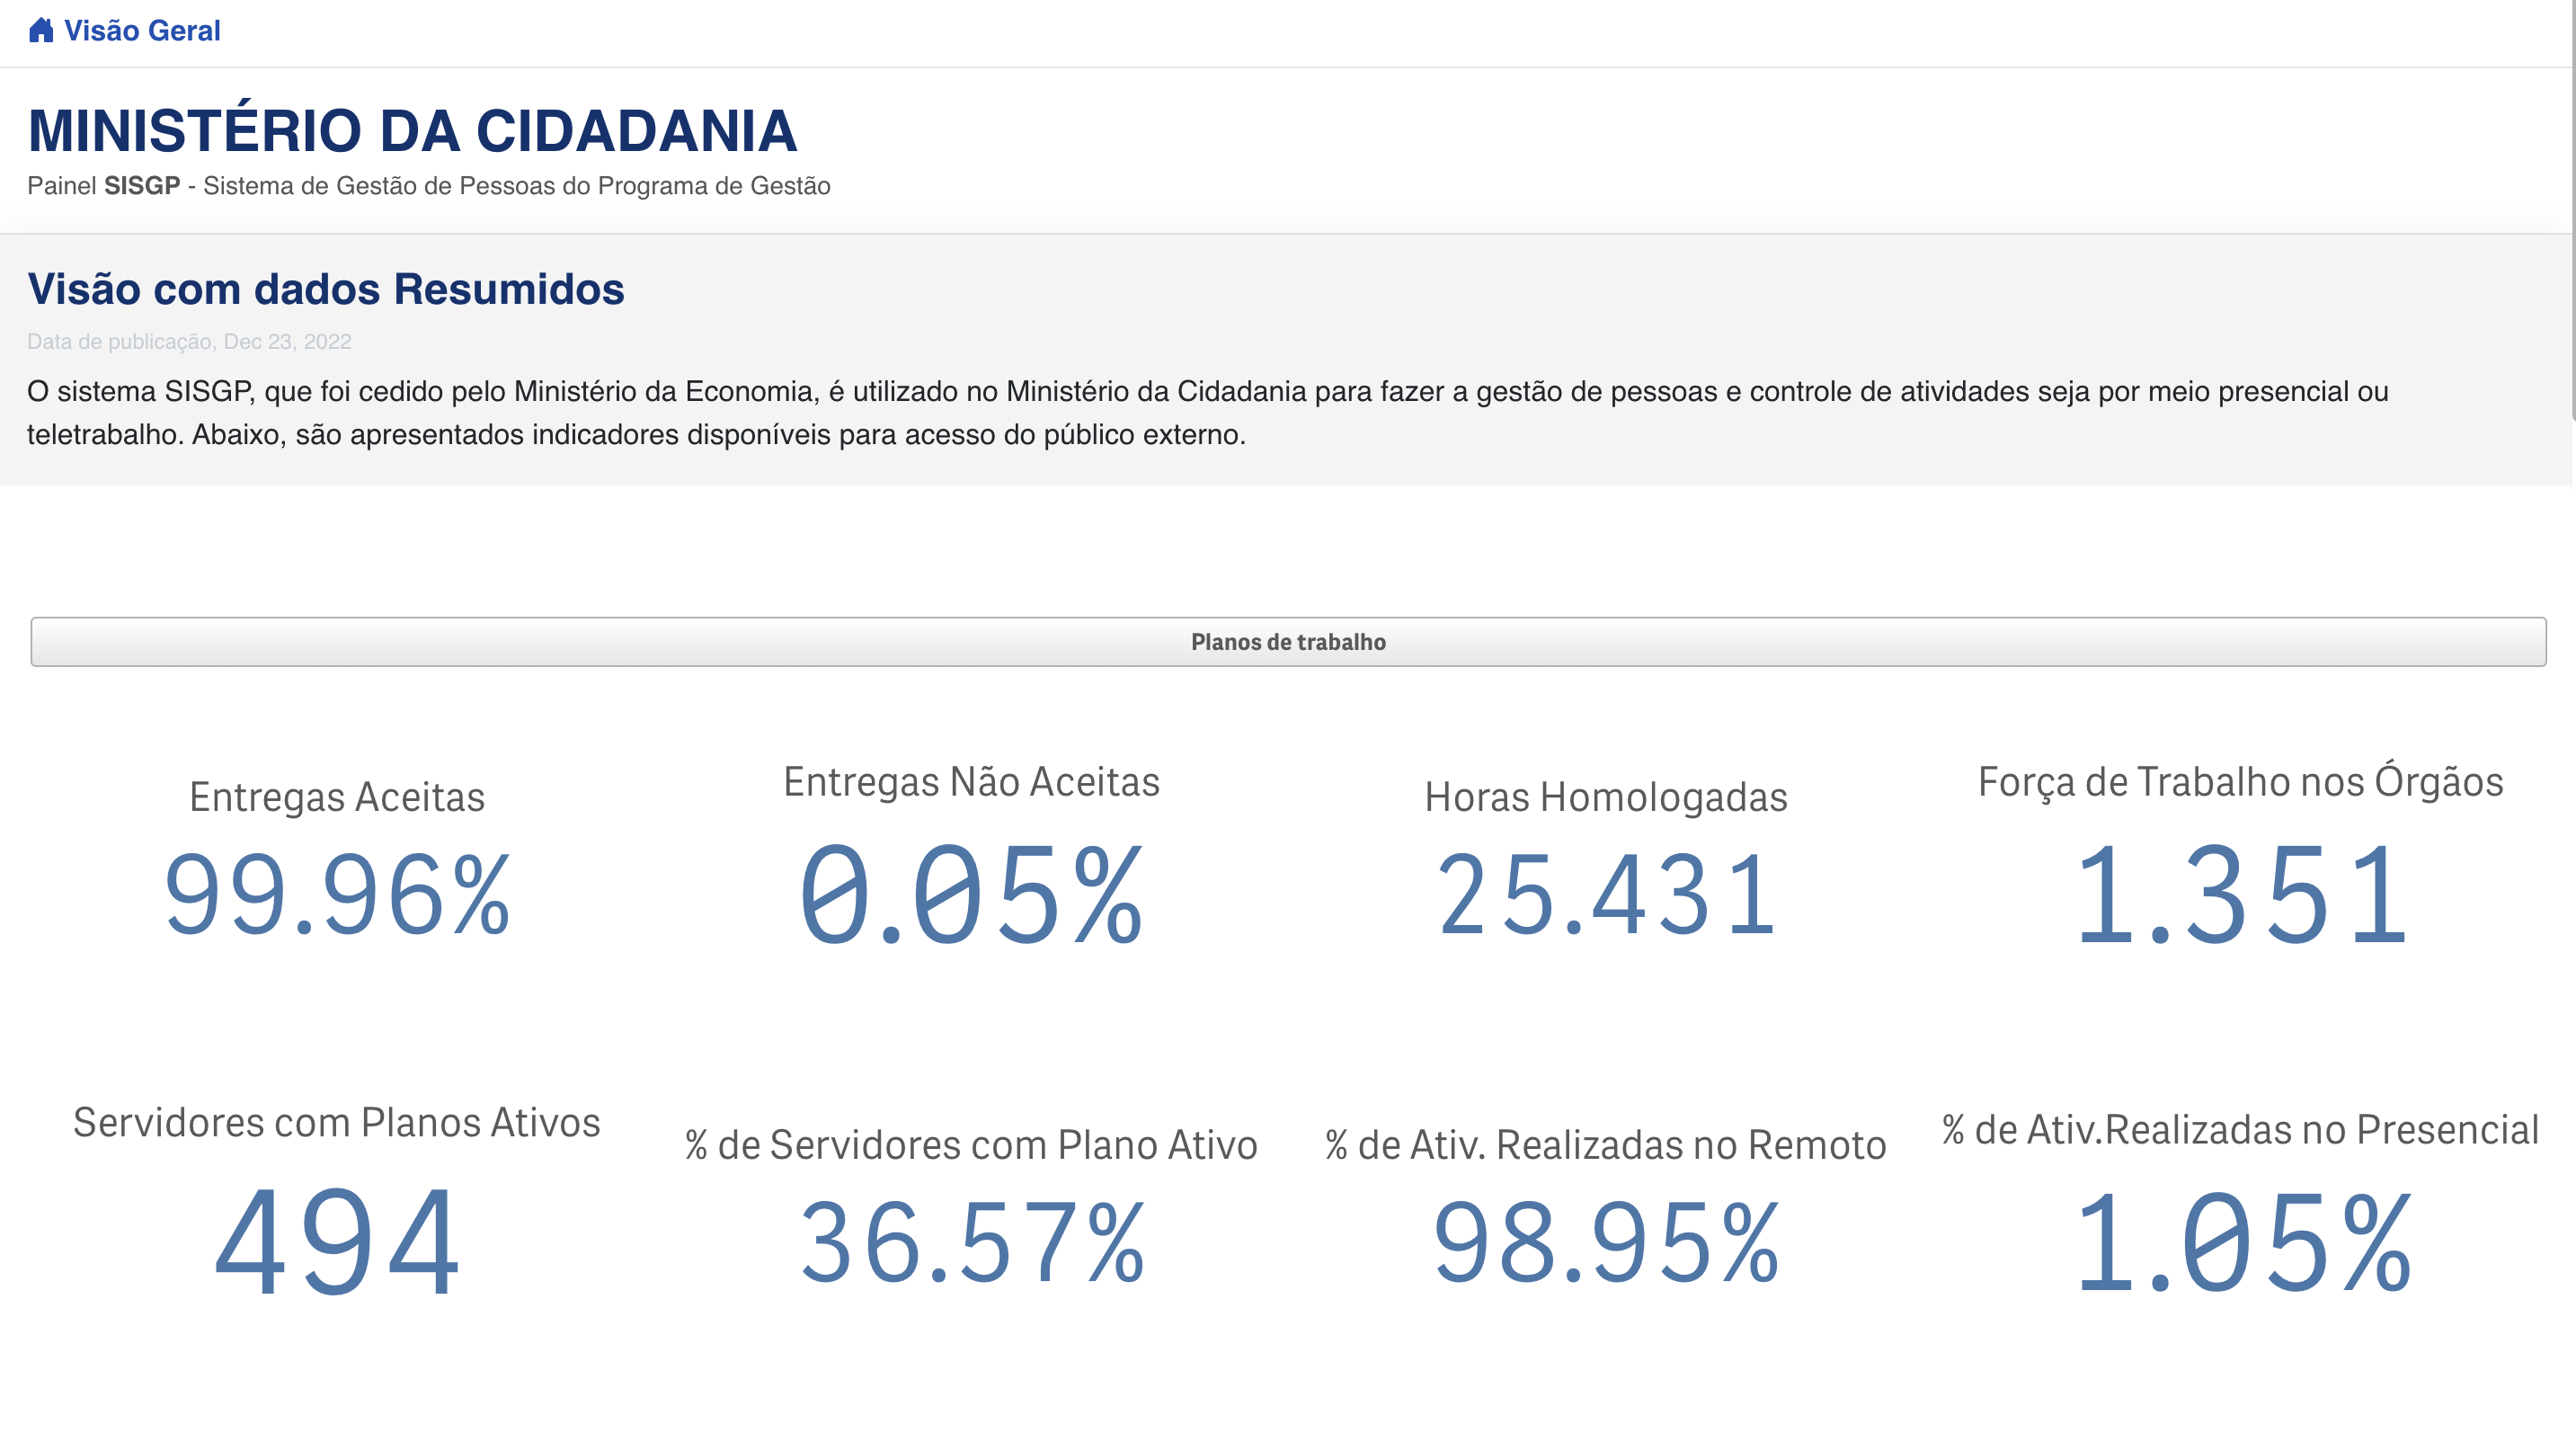 Visão Geral
MINISTÉRIO DA CIDADANIA
Painel SISGP - Sistema de Gestão de Pessoas do Programa de Gestão
Visão com dados Resumidos
Data de publicação, Dec 23, 2022
O sistema SISGP, que foi cedido pelo Ministério da Economia, é utilizado no Ministério da Cidadania para fazer a gestão de pessoas e controle de atividades seja por meio presencial ou
teletrabalho. Abaixo, são apresentados indicadores disponíveis para acesso do público externo.
Planos de trabalho
Entregas Aceitas
99.96%
Entregas Não Aceitas
0.05%
Horas Homologadas
25.431
Força de Trabalho nos Órgãos
1.351
Servidores com Planos Ativos
494
% de Servidores com Plano Ativo
36.57%
% de Ativ. Realizadas no Remoto
98.95%
% de Ativ.Realizadas no Presencial
1.05%